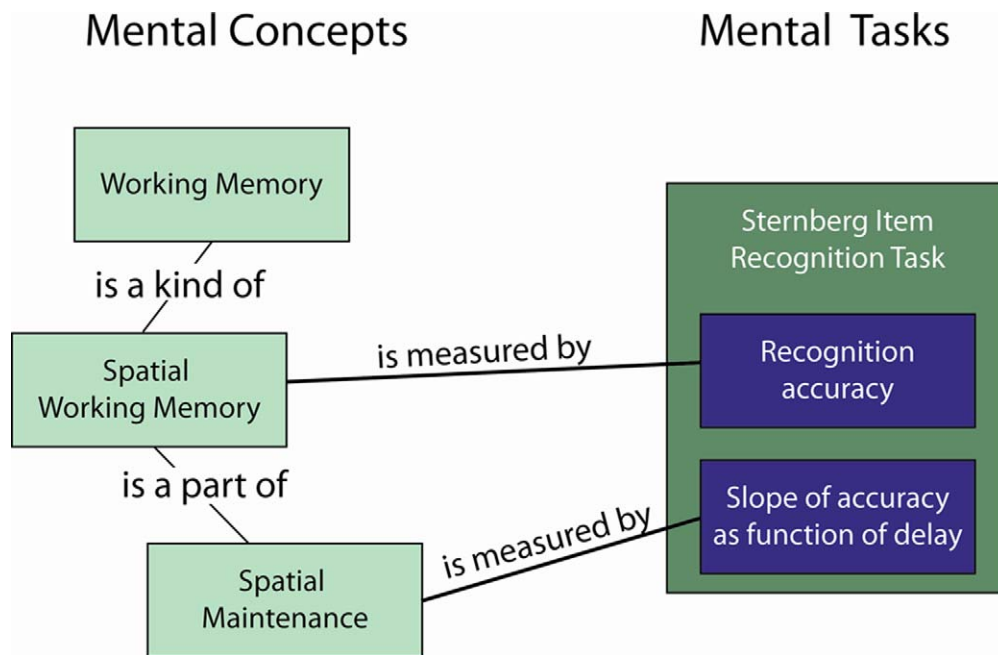 Mental Concepts
Mental Tasks
Working Memory
is a kind of
Spatial
Working Memory
is a part of
Spatial
Maintenance
is measured by
is measured by
Sternberg Item
Recognition Task
Recognition
accuracy
Slope of accuracy
as function of delay